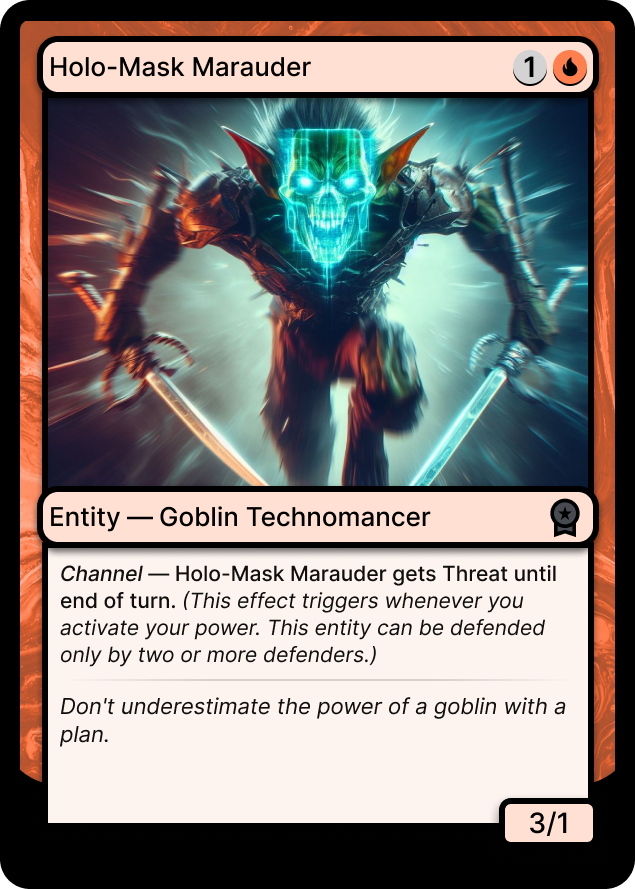 Holo-Mask Marauder
1
Entity — Goblin Technomancer
Channel — Holo-Mask Marauder gets Threat until
end of turn. (This effect triggers whenever you
activate your power. This entity can be defended
only by two or more defenders.)
Don't underestimate the power of a goblin with a
plan.
3/1